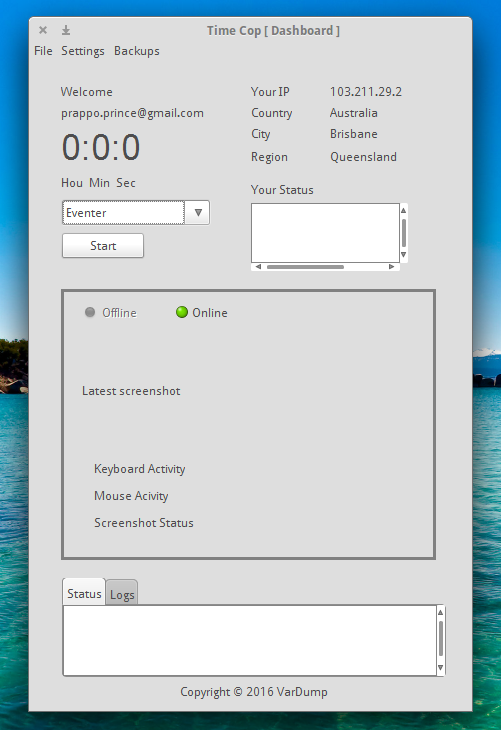 Time Cop [ Dashboard ]
File Settings Backups
Welcome
prappo.prince@gmail.com
0:0:0
Hou Min Sec
Eventer
Start
Your IP 103.211.29.2
Country Australia
City Brisbane
Region Queensland
Your Status
Offline Online
Latest screenshot
Keyboard Activity
Mouse Acivity
Screenshot Status
Status Logs
Copyright © 2016 VarDump